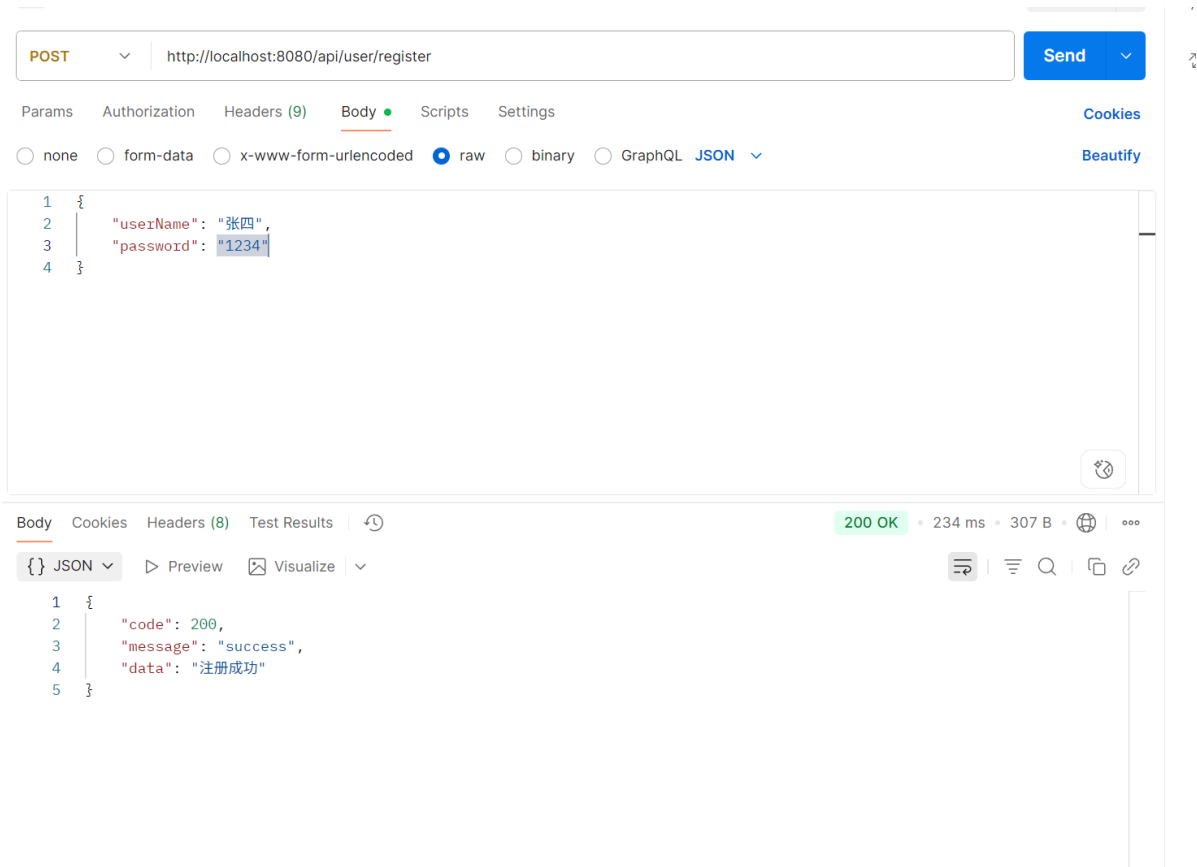 POST http://localhost:8080/api/user/register Send
Params Authorization Headers (9) Body Scripts Settings Cookies
none form-data x-www-form-urlencoded raw binary GraphQL JSON Beautify
1 {
2 "userName": "张四",
3 "password": "1234"
4 }
Body Cookies Headers (8) Test Results 200 OK 234 ms 307 B
{} JSON Preview Visualize
1 {
2 "code": 200,
3 "message": "success",
4 "data": "注册成功"
5 }